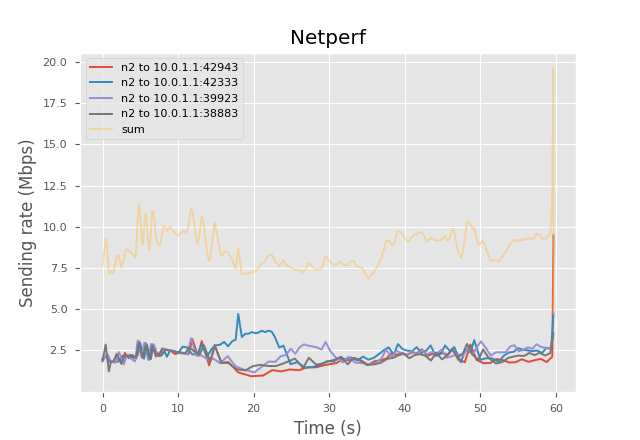 Netperf
n2 to 10.0.1.1:42943
n2 to 10.0.1.1:42333
n2 to 10.0.1.1:39923
n2 to 10.0.1.1:38883
sum
Sending rate (Mbps)
20.0
17.5
15.0
12.5
10.0
7.5
5.0
2.5
0 10 20 30 40 50 60
Time (s)